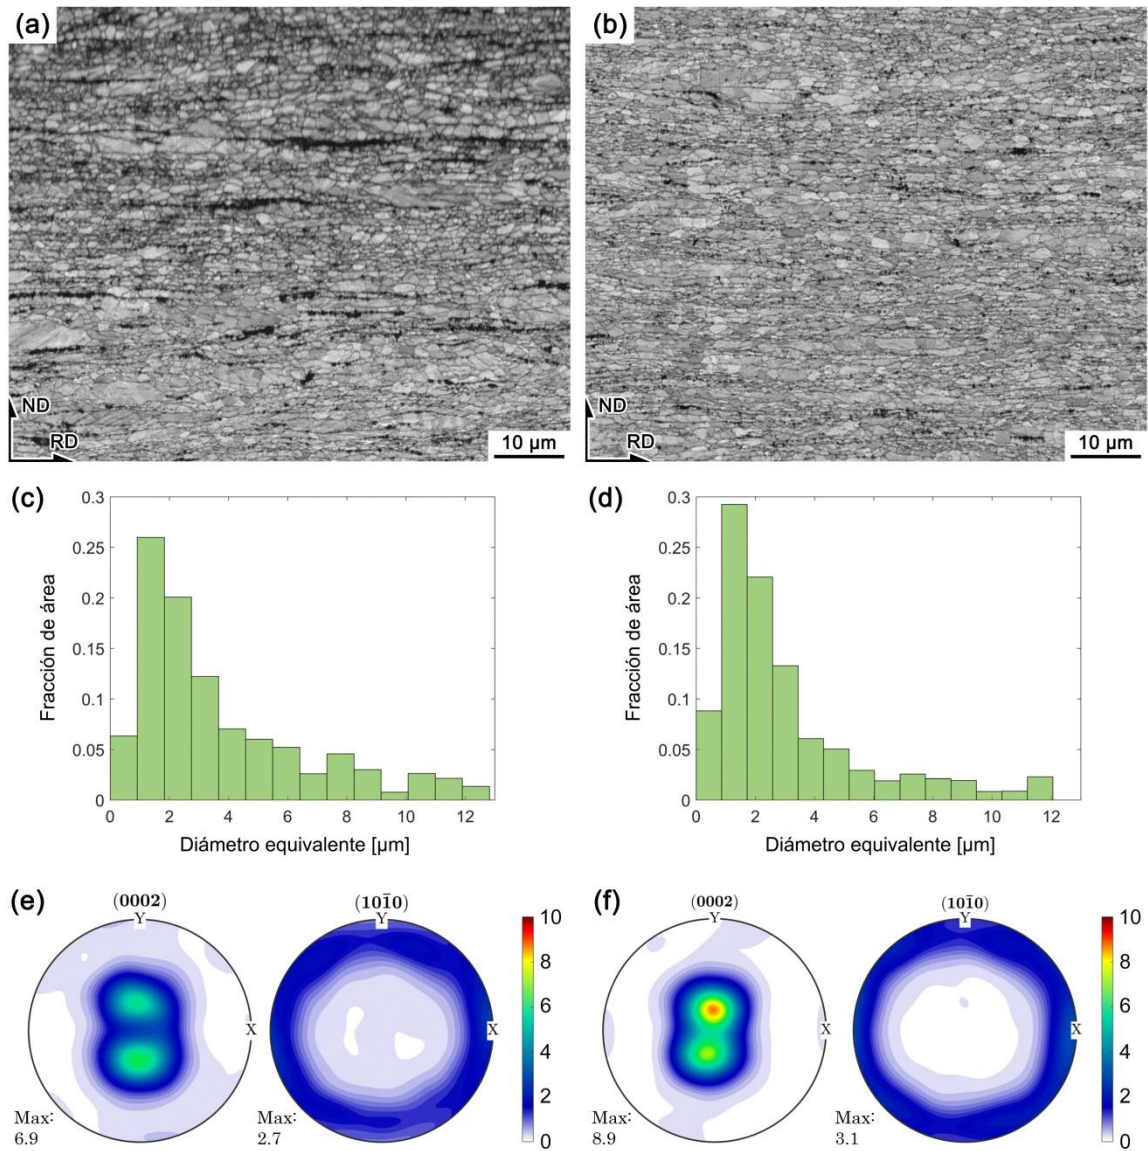 (a)
(b)
ND
RD
10 µm
ND
RD
10 µm
(c)
0.3
0.25
0.2
0.15
0.1
0.05
0
Fracción de área
0 2 4 6 8 10 12
Diámetro equivalente [µm]
(d)
0.3
0.25
0.2
0.15
0.1
0.05
0
Fracción de área
0 2 4 6 8 10 12
Diámetro equivalente [µm]
(e)
(0002)
Y
X
Max:
6.9
(101̄0)
Y
X
Max:
2.7
10
8
6
4
2
0
(f)
(0002)
Y
X
Max:
8.9
(101̄0)
Y
X
Max:
3.1
10
8
6
4
2
0